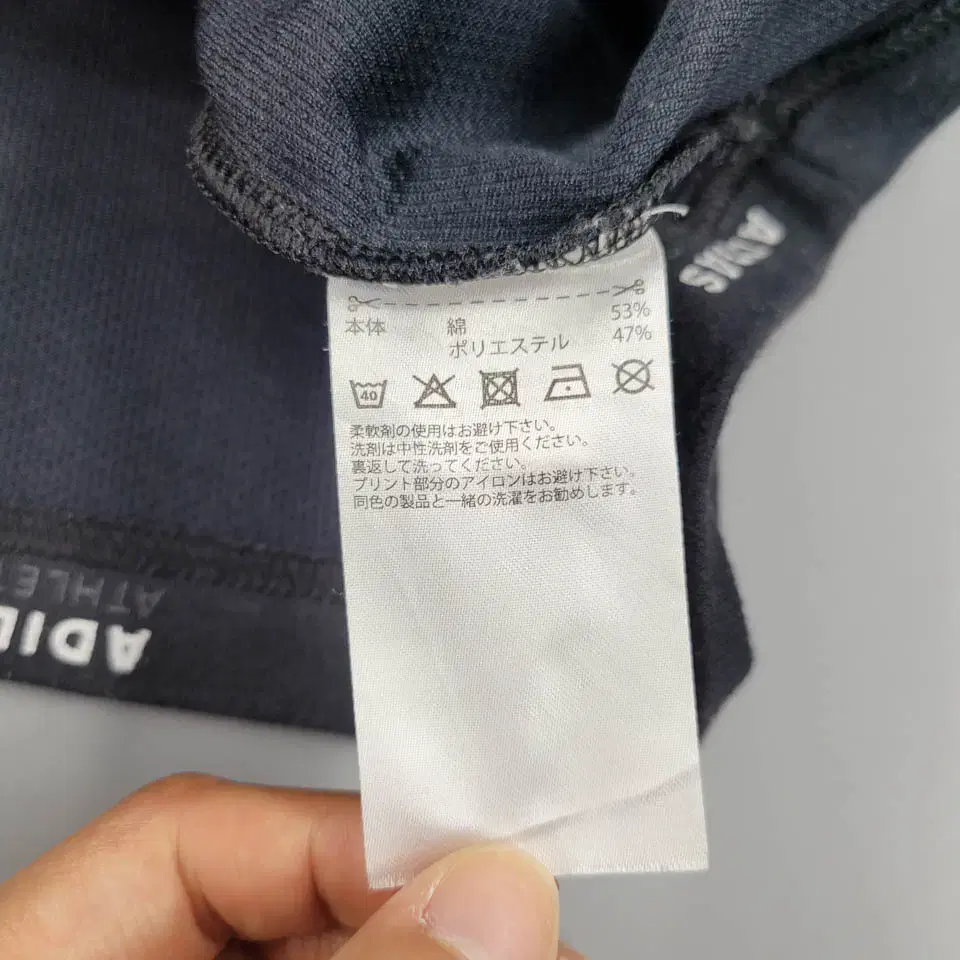 本体 綿 53%
ポリエステル 47%
40
柔軟剤の使用はお避け下さい。
洗剤は中性洗剤をご使用ください。
裏返して洗ってください。
プリント部分のアイロンはお避け下さい。
同色の製品と一緒の洗濯をお勧めします。
ATHLE
ADID